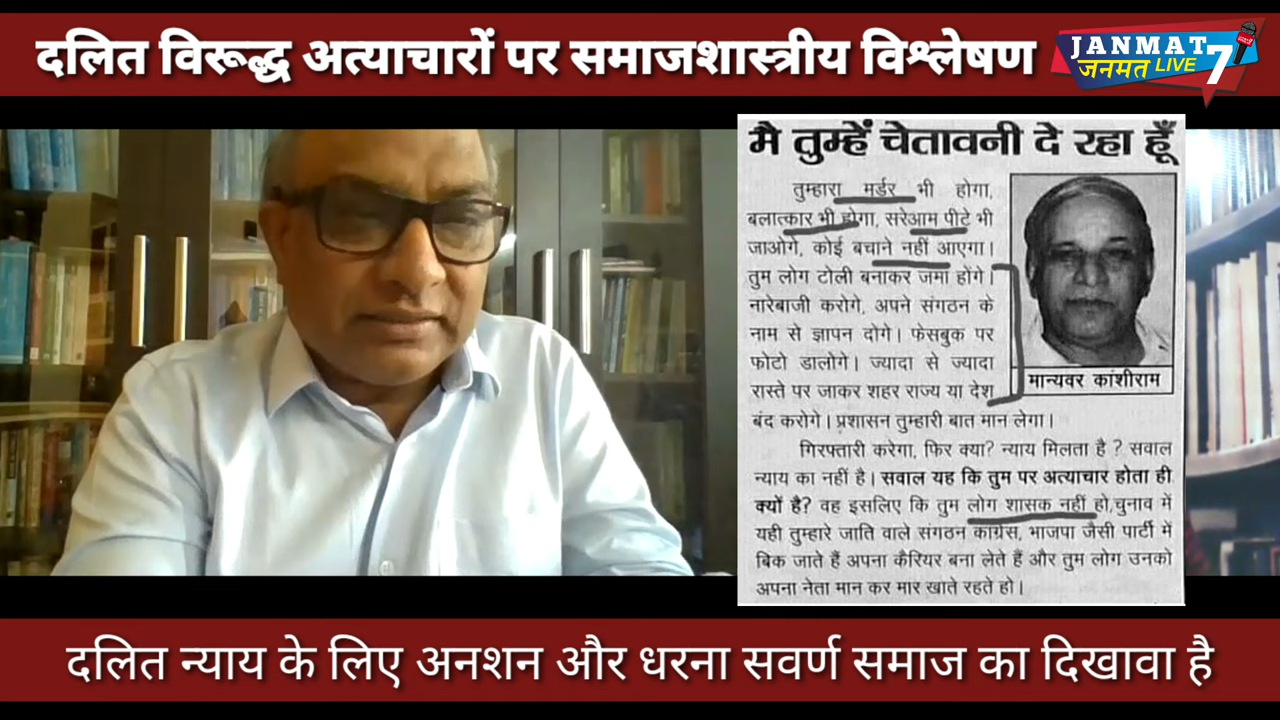 दलित विरूद्ध अत्याचारों पर समाजशास्त्रीय विश्लेषण
JANMAT
जनमत LIVE 7
मै तुम्हें चेतावनी दे रहा हूँ
तुम्हारा मर्डर भी होगा,
बलात्कार भी होगा, सरेआम पीटे भी
जाओगे, कोई बचाने नहीं आएगा।
तुम लोग टोली बनाकर जमा होंगे।
नारेबाजी करोगे, अपने संगठन के
नाम से ज्ञापन दोगे। फेसबुक पर
फोटो डालोगे। ज्यादा से ज्यादा
रास्ते पर जाकर शहर राज्य या देश
बंद करोगे। प्रशासन तुम्हारी बात मान लेगा।
मान्यवर कांशीराम
गिरफ्तारी करेगा, फिर क्या? न्याय मिलता है ? सवाल
न्याय का नहीं है। सवाल यह कि तुम पर अत्याचार होता ही
क्यों है? वह इसलिए कि तुम लोग शासक नहीं हो,चुनाव में
यही तुम्हारे जाति वाले संगठन काग्रेस, भाजपा जैसी पार्टी में
बिक जाते हैं अपना कैरियर बना लेते हैं और तुम लोग उनको
अपना नेता मान कर मार खाते रहते हो।
दलित न्याय के लिए अनशन और धरना सवर्ण समाज का दिखावा है